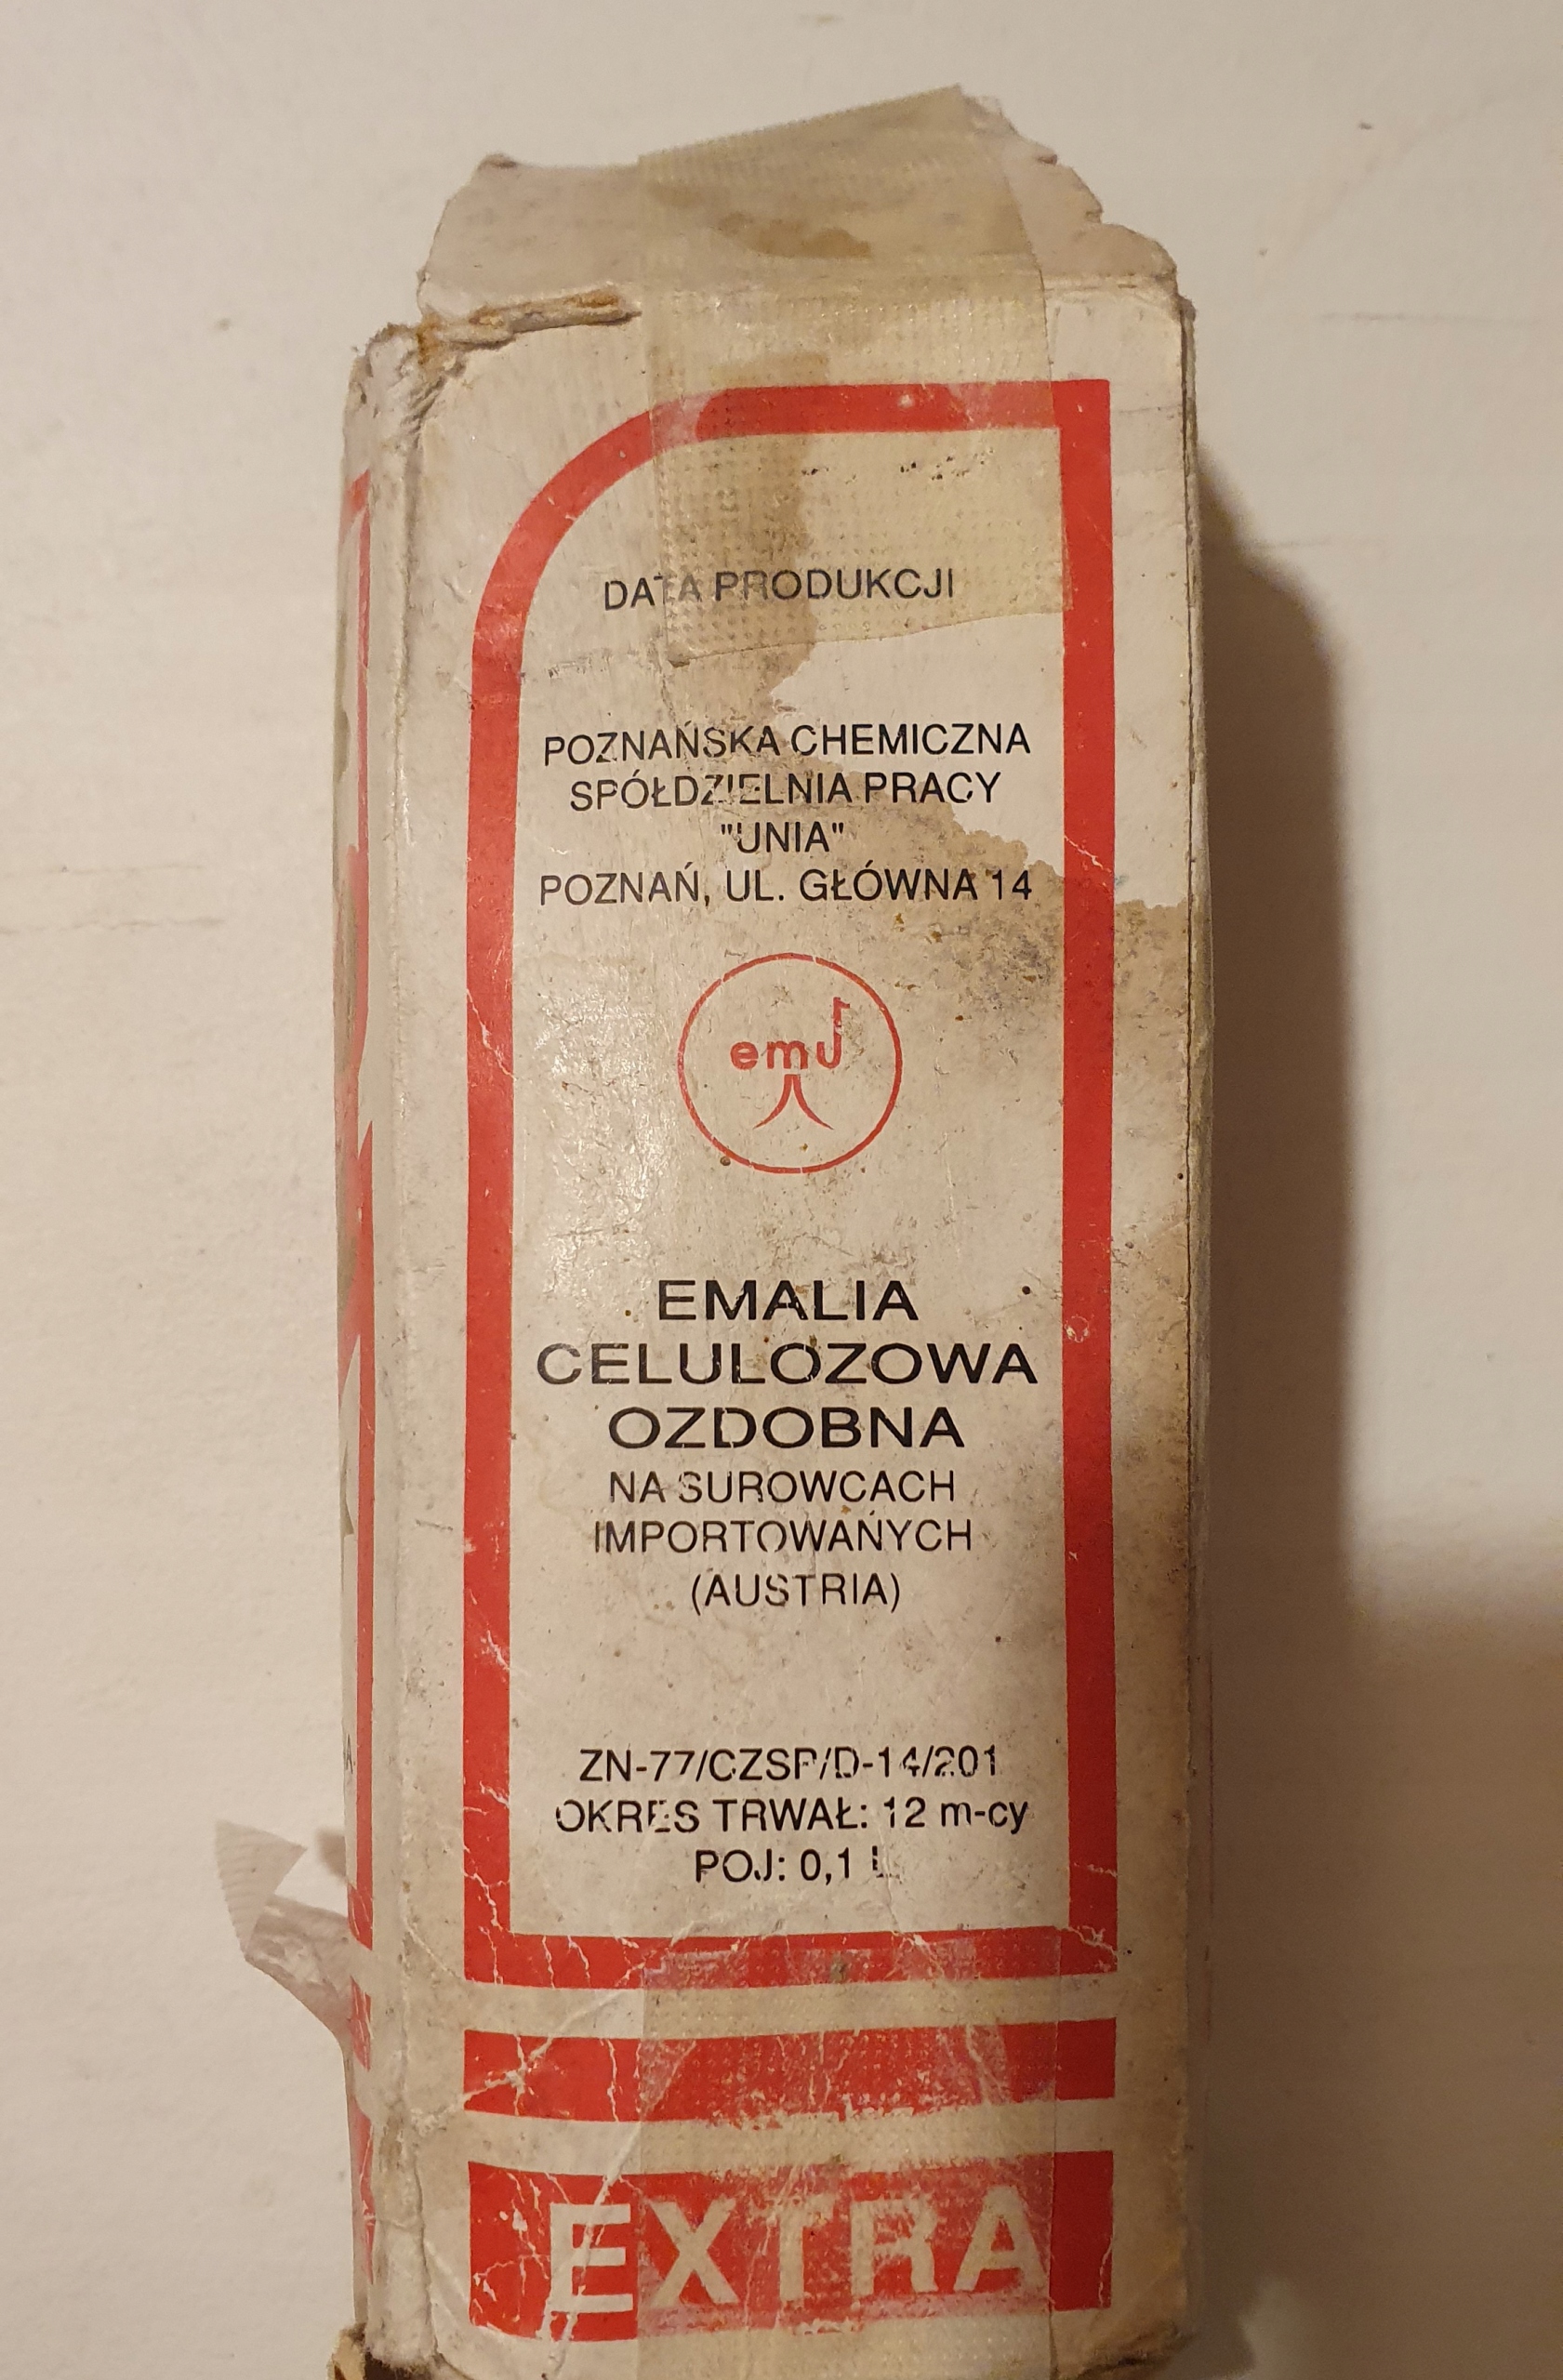 DATA PRODUKCJI
POZNAŃSKA CHEMICZNA
SPÓŁDZIELNIA PRACY
"UNIA"
POZNAŃ, UL. GŁÓWNA 14
emu
EMALIA
CELULOZOWA
OZDOBNA
NA SUROWCACH
IMPORTOWANYCH
(AUSTRIA)
ZN-77/CZSP/D-14/201
OKRES TRWAŁ: 12 m-cy
POJ: 0,1 L
EXTRA